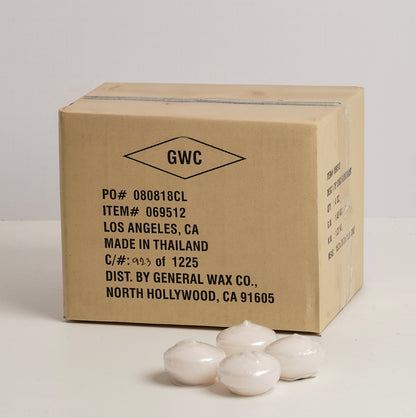 GWC
PO# 080818CL
ITEM# 069512
LOS ANGELES, CA
MADE IN THAILAND
C/#: 923 of 1225
DIST. BY GENERAL WAX CO.,
NORTH HOLLYWOOD, CA 91605